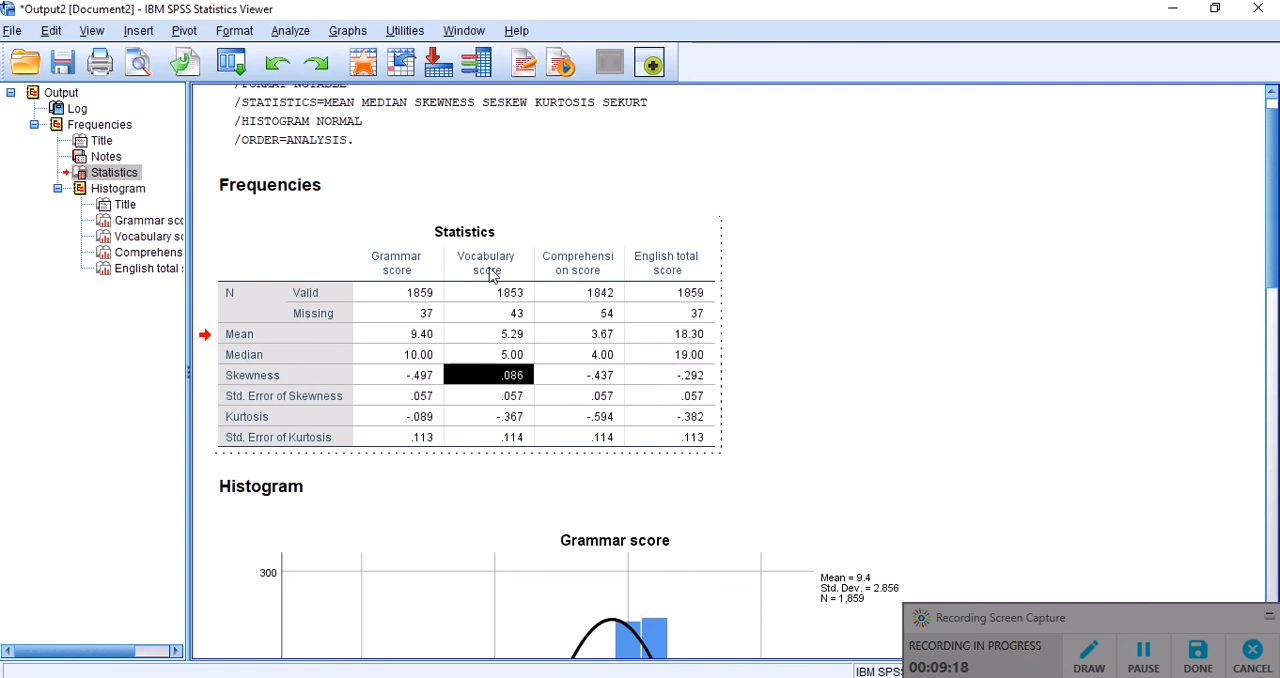 *Output2 [Document2] - IBM SPSS Statistics Viewer
File Edit View Insert Pivot Format Analyze Graphs Utilities Window Help
Output
Log
Frequencies
Title
Notes
Statistics
Histogram
Title
Grammar sco
Vocabulary sc
Comprehens
English total
/FORMAT NOTABLE
/STATISTICS=MEAN MEDIAN SKEWNESS SESKEW KURTOSIS SEKURT
/HISTOGRAM NORMAL
/ORDER=ANALYSIS.
Frequencies
Statistics
Grammar score Vocabulary score Comprehensi on score English total score
N Valid 1859 1853 1842 1859
Missing 37 43 54 37
Mean 9.40 5.29 3.67 18.30
Median 10.00 5.00 4.00 19.00
Skewness -.497 .086 -.437 -.292
Std. Error of Skewness .057 .057 .057 .057
Kurtosis -.089 -.367 -.594 -.382
Std. Error of Kurtosis .113 .114 .114 .113
Histogram
Grammar score
300
Mean = 9.4
Std. Dev. = 2.856
N = 1,859
Recording Screen Capture
RECORDING IN PROGRESS
00:09:18
DRAW PAUSE DONE CANCEL
IBM SPS